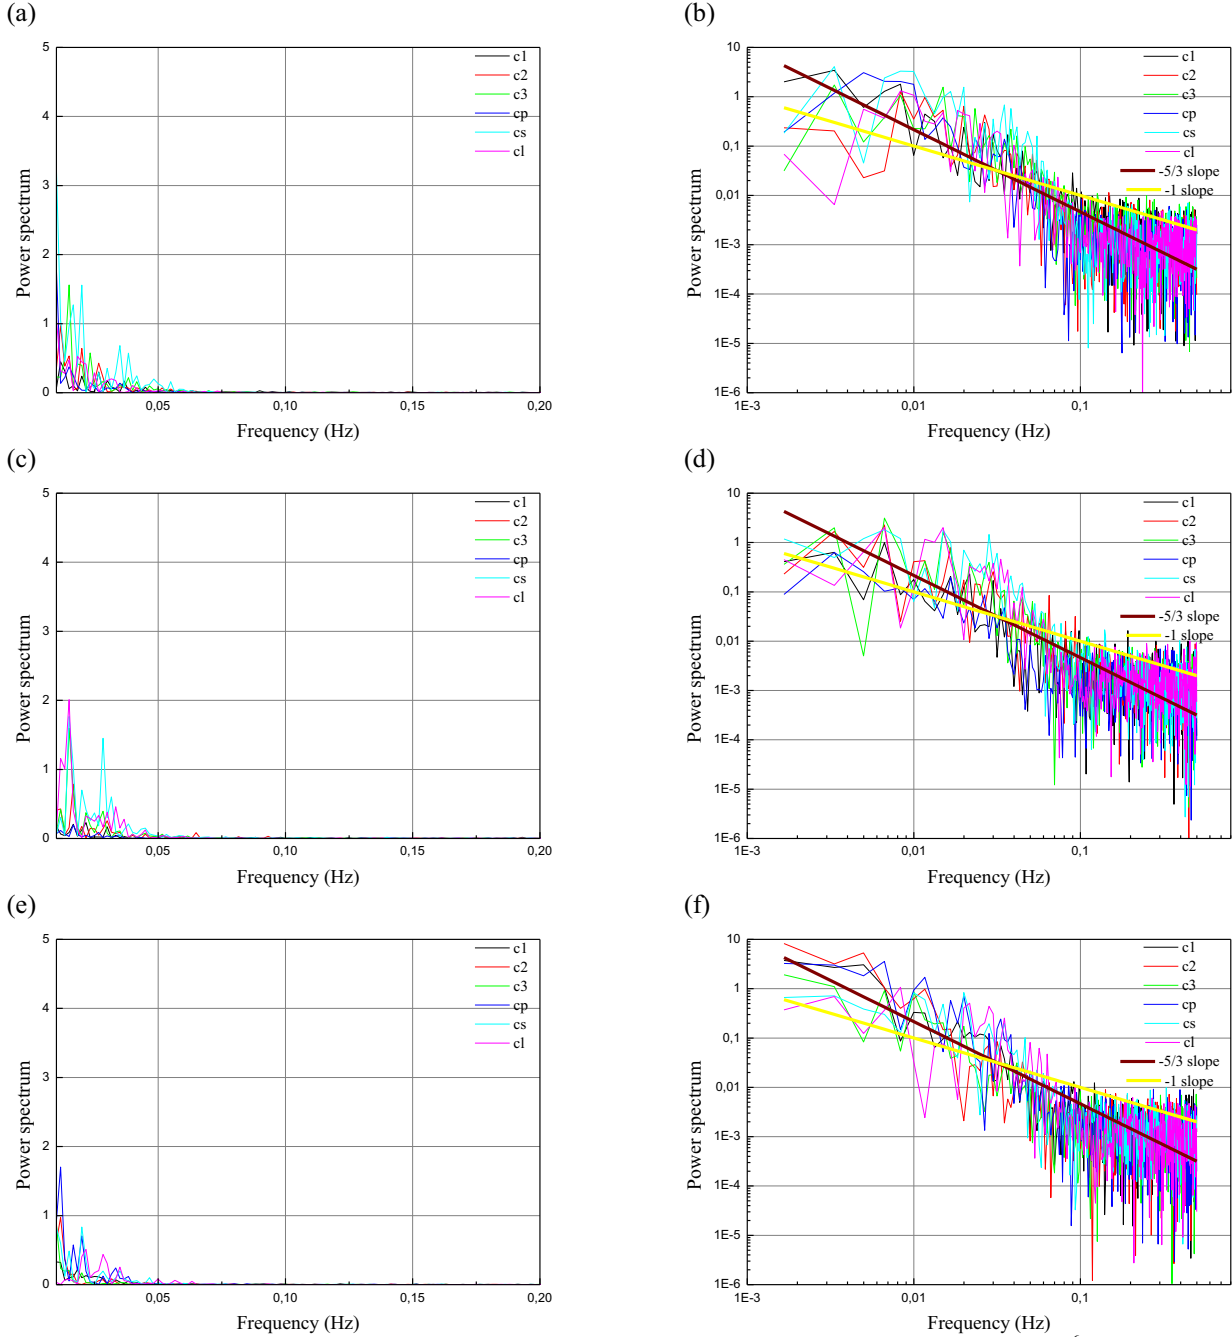 (a)
5
4
3
2
1
0
0,05
0,10
0,15
0,20
Power spectrum
Frequency (Hz)
c1
c2
c3
cp
cs
cl
(b)
10
1
0,1
0,01
1E-3
1E-4
1E-5
1E-6
1E-3
0,01
0,1
Power spectrum
Frequency (Hz)
c1
c2
c3
cp
cs
cl
-5/3 slope
-1 slope
(c)
5
4
3
2
1
0
0,05
0,10
0,15
0,20
Power spectrum
Frequency (Hz)
c1
c2
c3
cp
cs
cl
(d)
10
1
0,1
0,01
1E-3
1E-4
1E-5
1E-6
1E-3
0,01
0,1
Power spectrum
Frequency (Hz)
c1
c2
c3
cp
cs
cl
-5/3 slope
-1 slope
(e)
5
4
3
2
1
0
0,05
0,10
0,15
0,20
Power spectrum
Frequency (Hz)
c1
c2
c3
cp
cs
cl
(f)
10
1
0,1
0,01
1E-3
1E-4
1E-5
1E-6
1E-3
0,01
0,1
Power spectrum
Frequency (Hz)
c1
c2
c3
cp
cs
cl
-5/3 slope
-1 slope